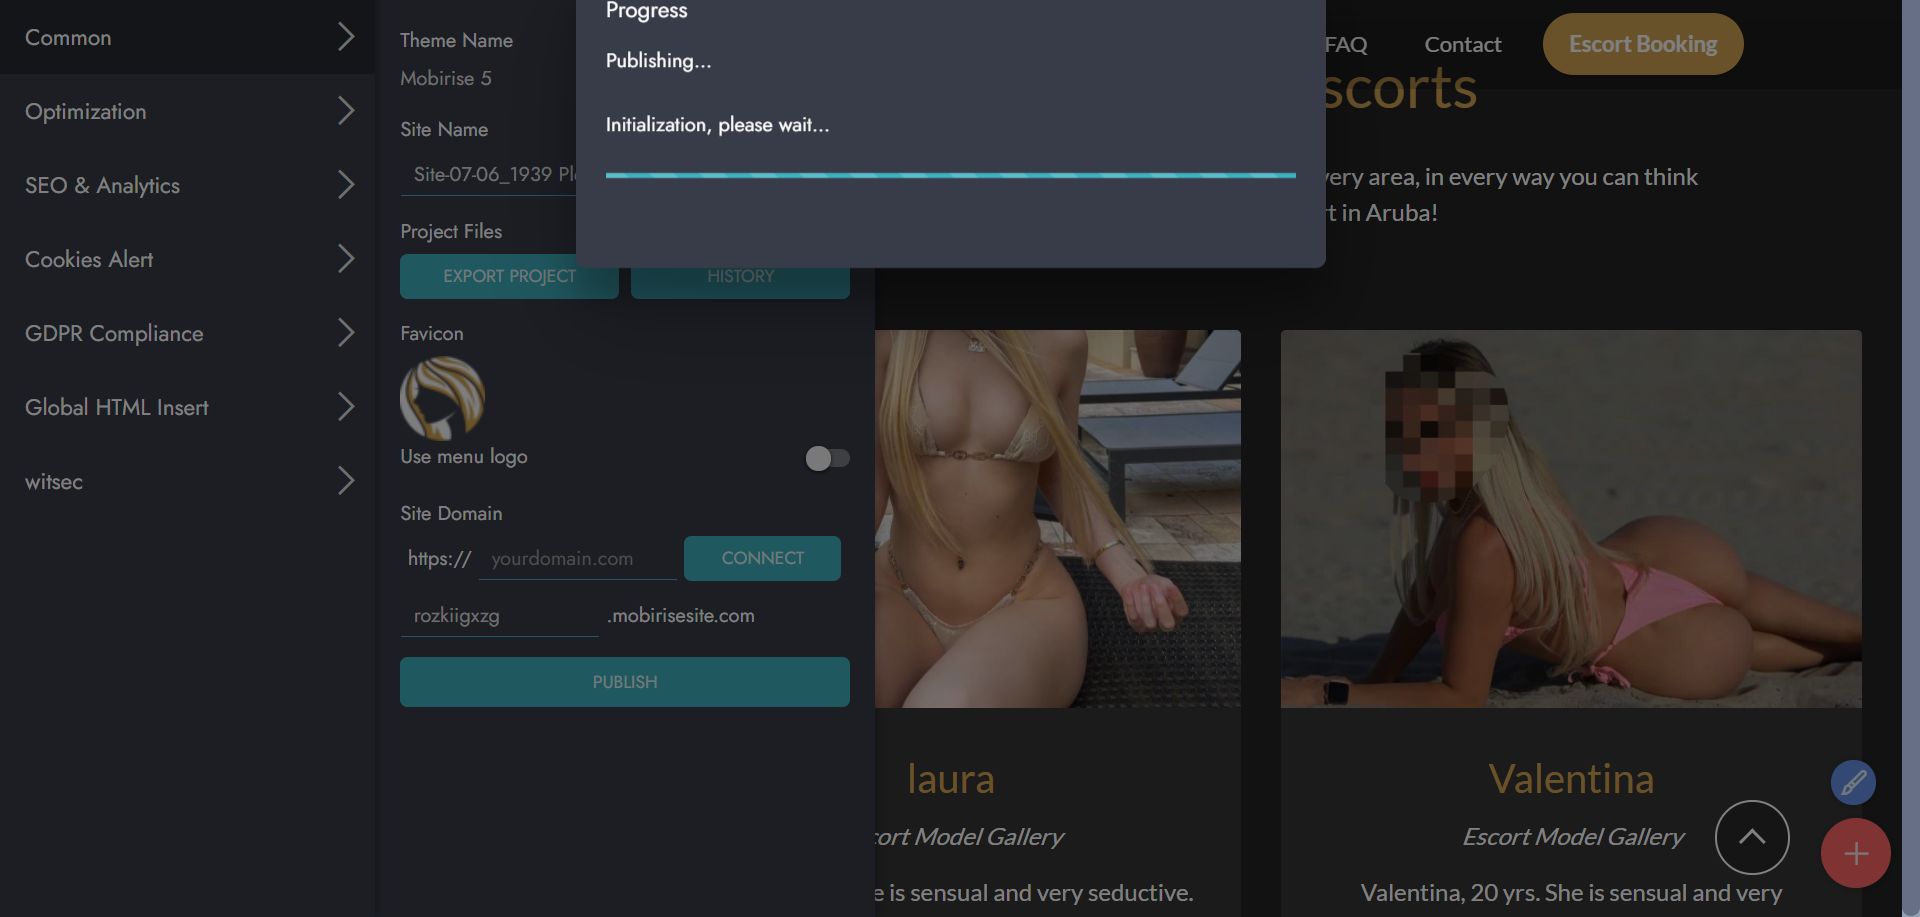 Common
Optimization
SEO & Analytics
Cookies Alert
GDPR Compliance
Global HTML Insert
witsec
Theme Name
Mobirise 5
Site Name
Site-07-06_1939
Project Files
EXPORT PROJECT
HISTORY
Favicon
Use menu logo
Site Domain
https://
yourdomain.com
CONNECT
rozkiigxzg
.mobirisesite.com
PUBLISH
Progress
Publishing...
Initialization, please wait...
FAQ
Contact
Escort Booking
scorts
very area, in every way you can think
rt in Aruba!
laura
cort Model Gallery
e is sensual and very seductive.
Valentina
Escort Model Gallery
Valentina, 20 yrs. She is sensual and very